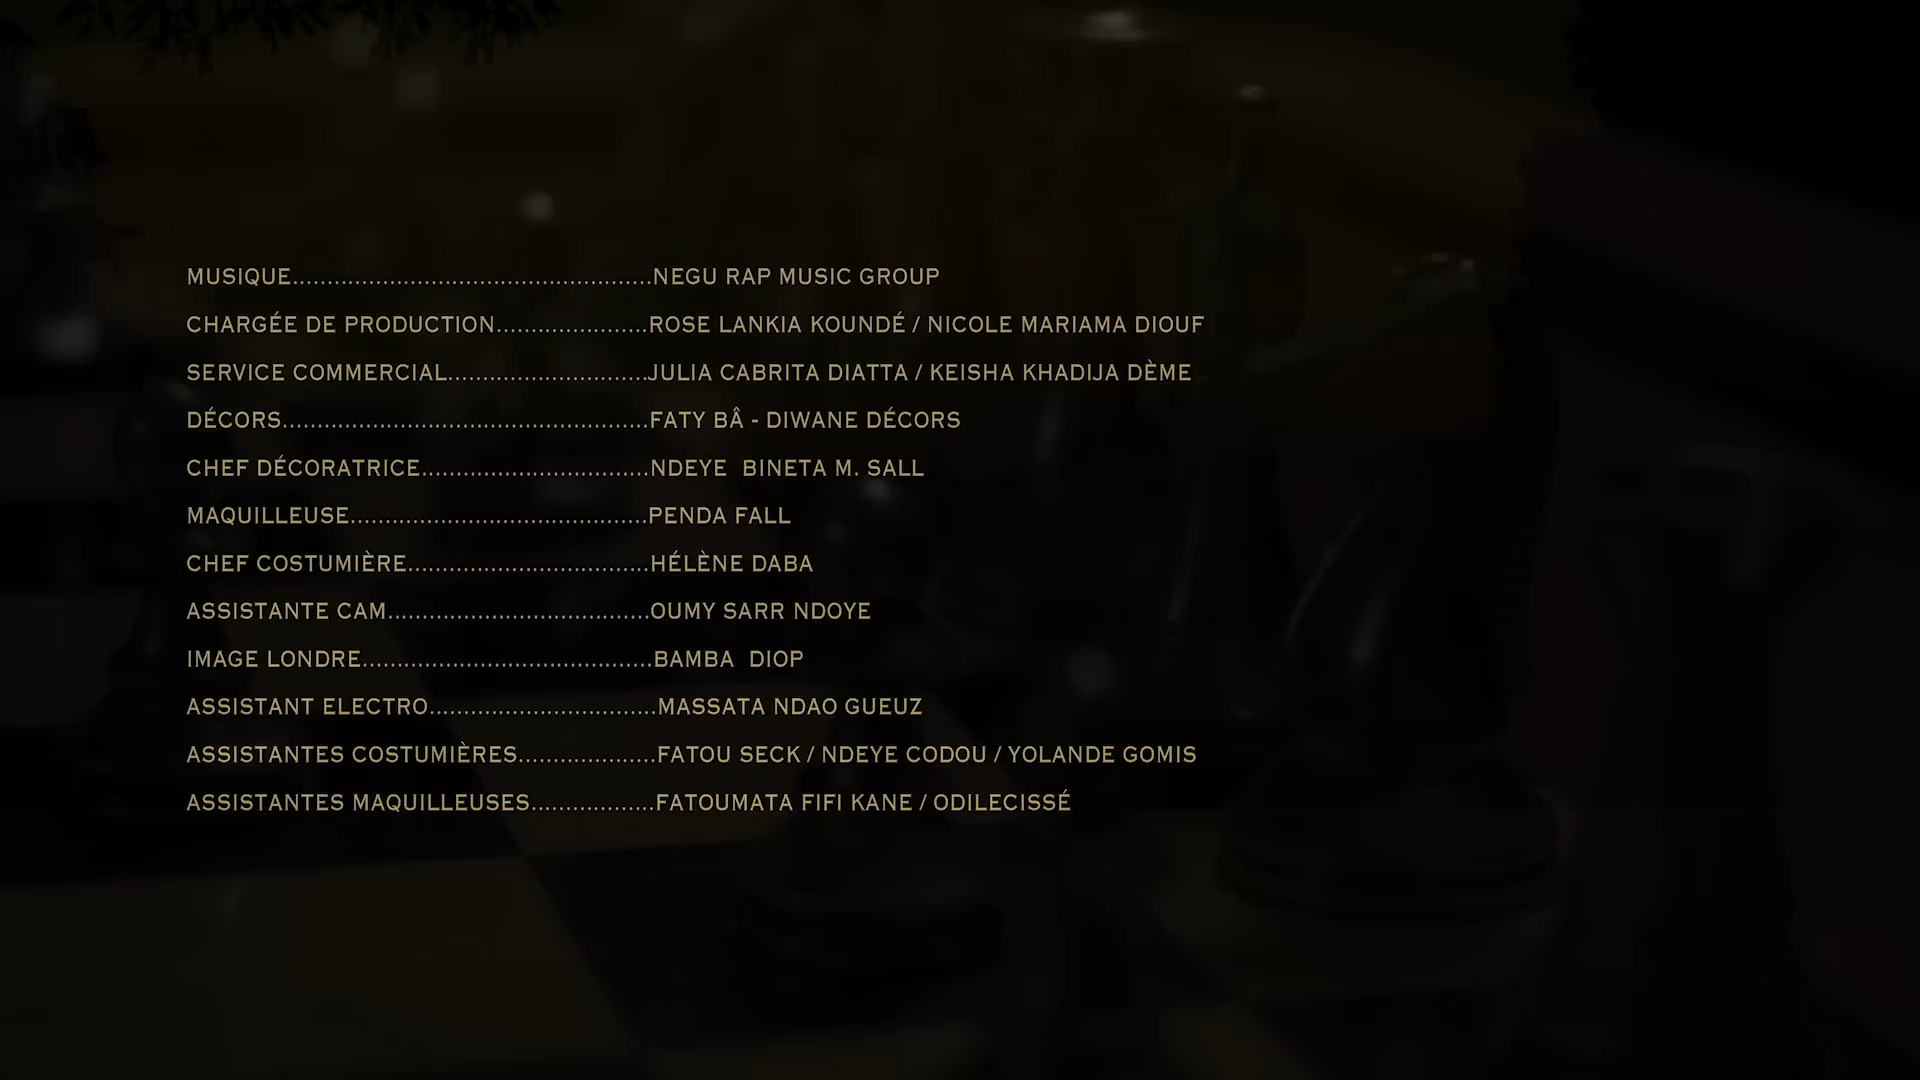 MUSIQUE....................................................NEGU RAP MUSIC GROUP
CHARGÉE DE PRODUCTION......................ROSE LANKIA KOUNDÉ / NICOLE MARIAMA DIOUF
SERVICE COMMERCIAL.............................JULIA CABRITA DIATTA / KEISHA KHADIJA DÈME
DÉCORS.....................................................FATY BÂ - DIWANE DÉCORS
CHEF DÉCORATRICE.................................NDEYE  BINETA M. SALL
MAQUILLEUSE...........................................PENDA FALL
CHEF COSTUMIÈRE...................................HÉLÈNE DABA
ASSISTANTE CAM......................................OUMY SARR NDOYE
IMAGE LONDRE..........................................BAMBA  DIOP
ASSISTANT ELECTRO.................................MASSATA NDAO GUEUZ
ASSISTANTES COSTUMIÈRES....................FATOU SECK / NDEYE CODOU / YOLANDE GOMIS
ASSISTANTES MAQUILLEUSES..................FATOUMATA FIFI KANE / ODILECISSÉ